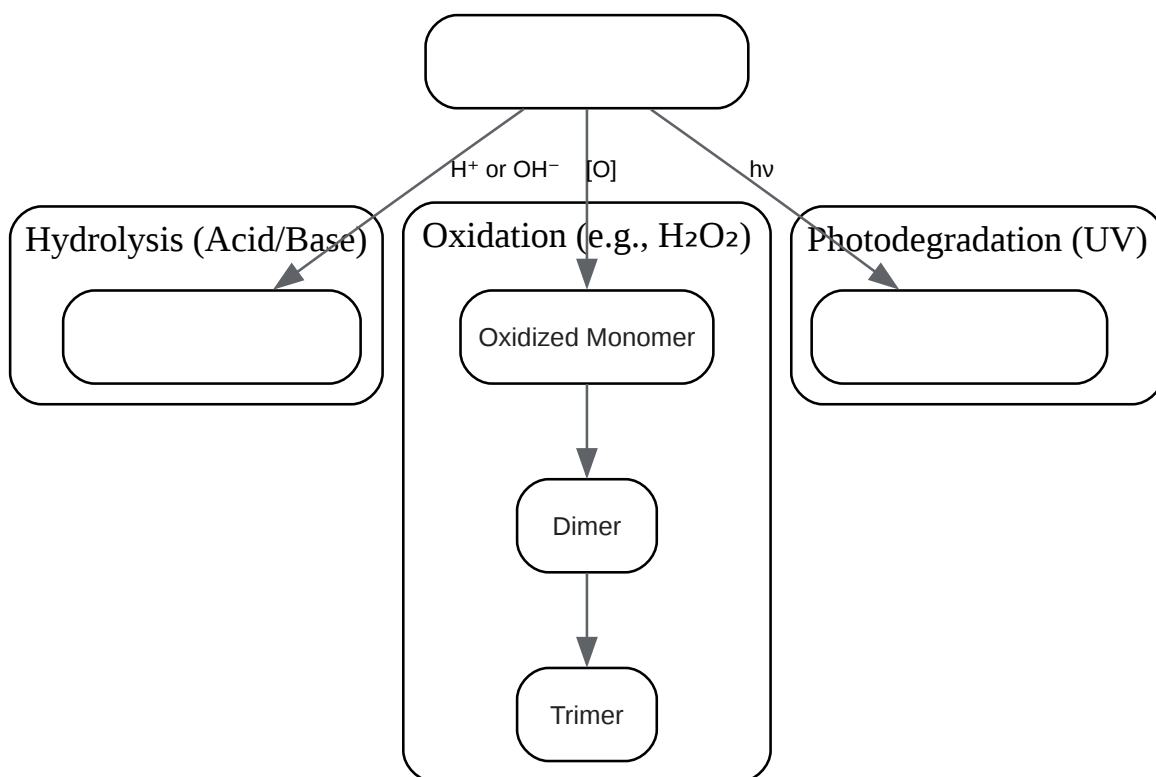 H⁺ or OH⁻
[O]
hν
Hydrolysis (Acid/Base)
Oxidation (e.g., H₂O₂)
Photodegradation (UV)
Oxidized Monomer
Dimer
Trimer